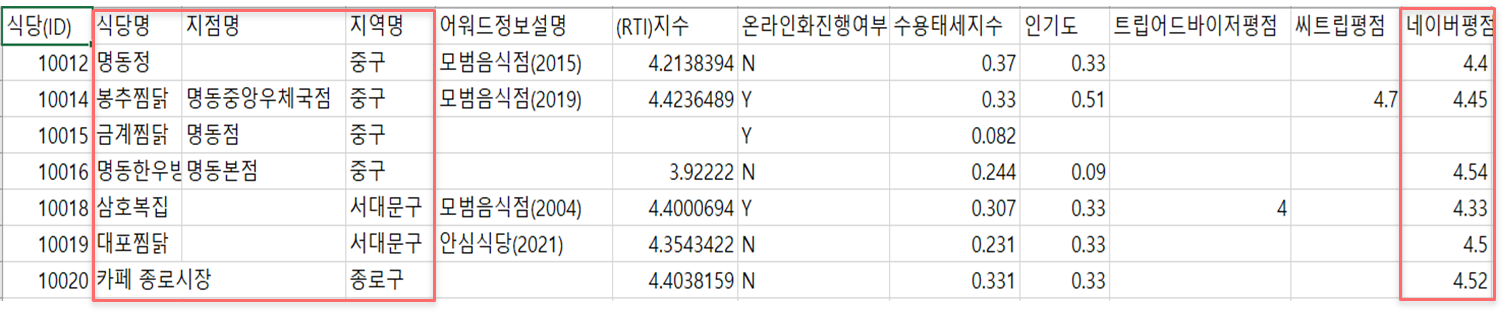 식당(ID) 식당명 지점명 지역명 어워드정보설명 (RTI)지수 온라인화진행여부 수용태세지수 인기도 트립어드바이저평점 씨트립평점 네이버평점
10012 명동정 중구 모범음식점(2015) 4.2138394 N 0.37 0.33 4.4
10014 봉추찜닭 명동중앙우체국점 중구 모범음식점(2019) 4.4236489 Y 0.33 0.51 4.7 4.45
10015 금계찜닭 명동점 중구 Y 0.082
10016 명동한우방 명동본점 중구 3.92222 N 0.244 0.09 4.54
10018 삼호복집 서대문구 모범음식점(2004) 4.4000694 Y 0.307 0.33 4 4.33
10019 대포찜닭 서대문구 안심식당(2021) 4.3543422 N 0.231 0.33 4.5
10020 카페 종로시장 종로구 4.4038159 N 0.331 0.33 4.52